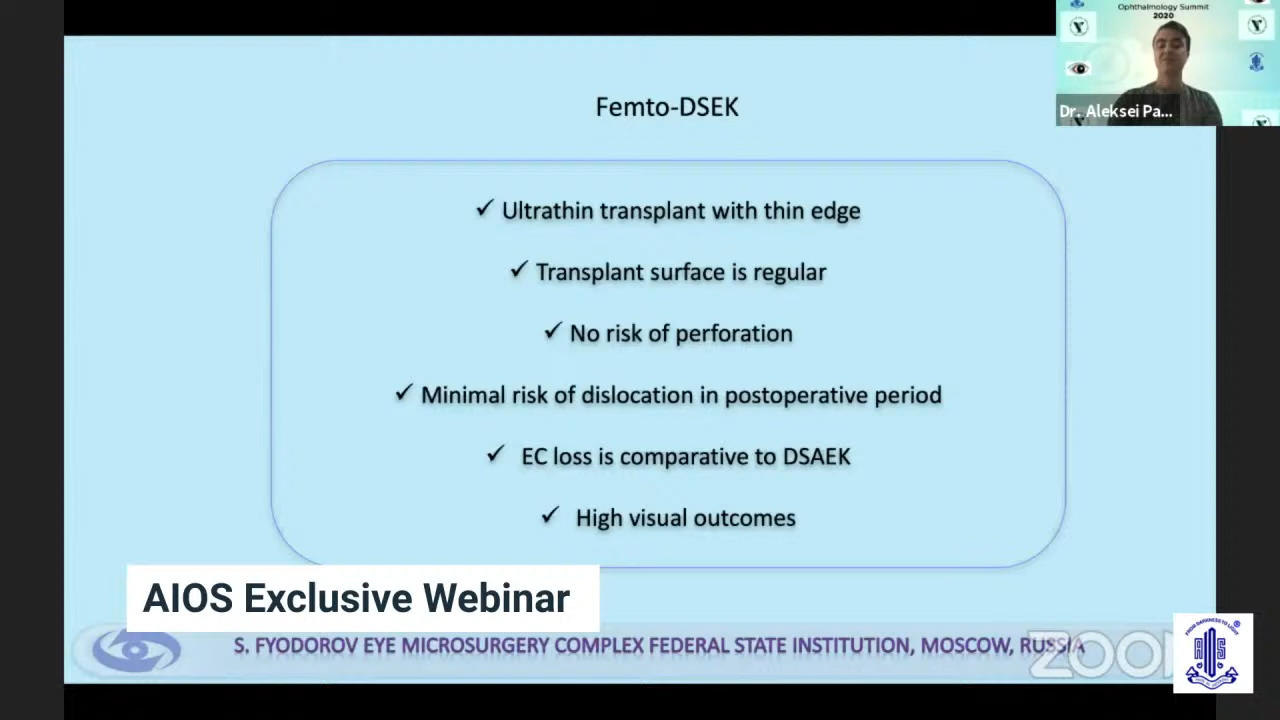 Ophthalmology Summit
2020
Dr. Aleksei Pa...
Femto-DSEK
✓ Ultrathin transplant with thin edge
✓ Transplant surface is regular
✓ No risk of perforation
✓ Minimal risk of dislocation in postoperative period
✓ EC loss is comparative to DSAEK
✓ High visual outcomes
AIOS Exclusive Webinar
S. FYODOROV EYE MICROSURGERY COMPLEX FEDERAL STATE INSTITUTION, MOSCOW, RUSSIA